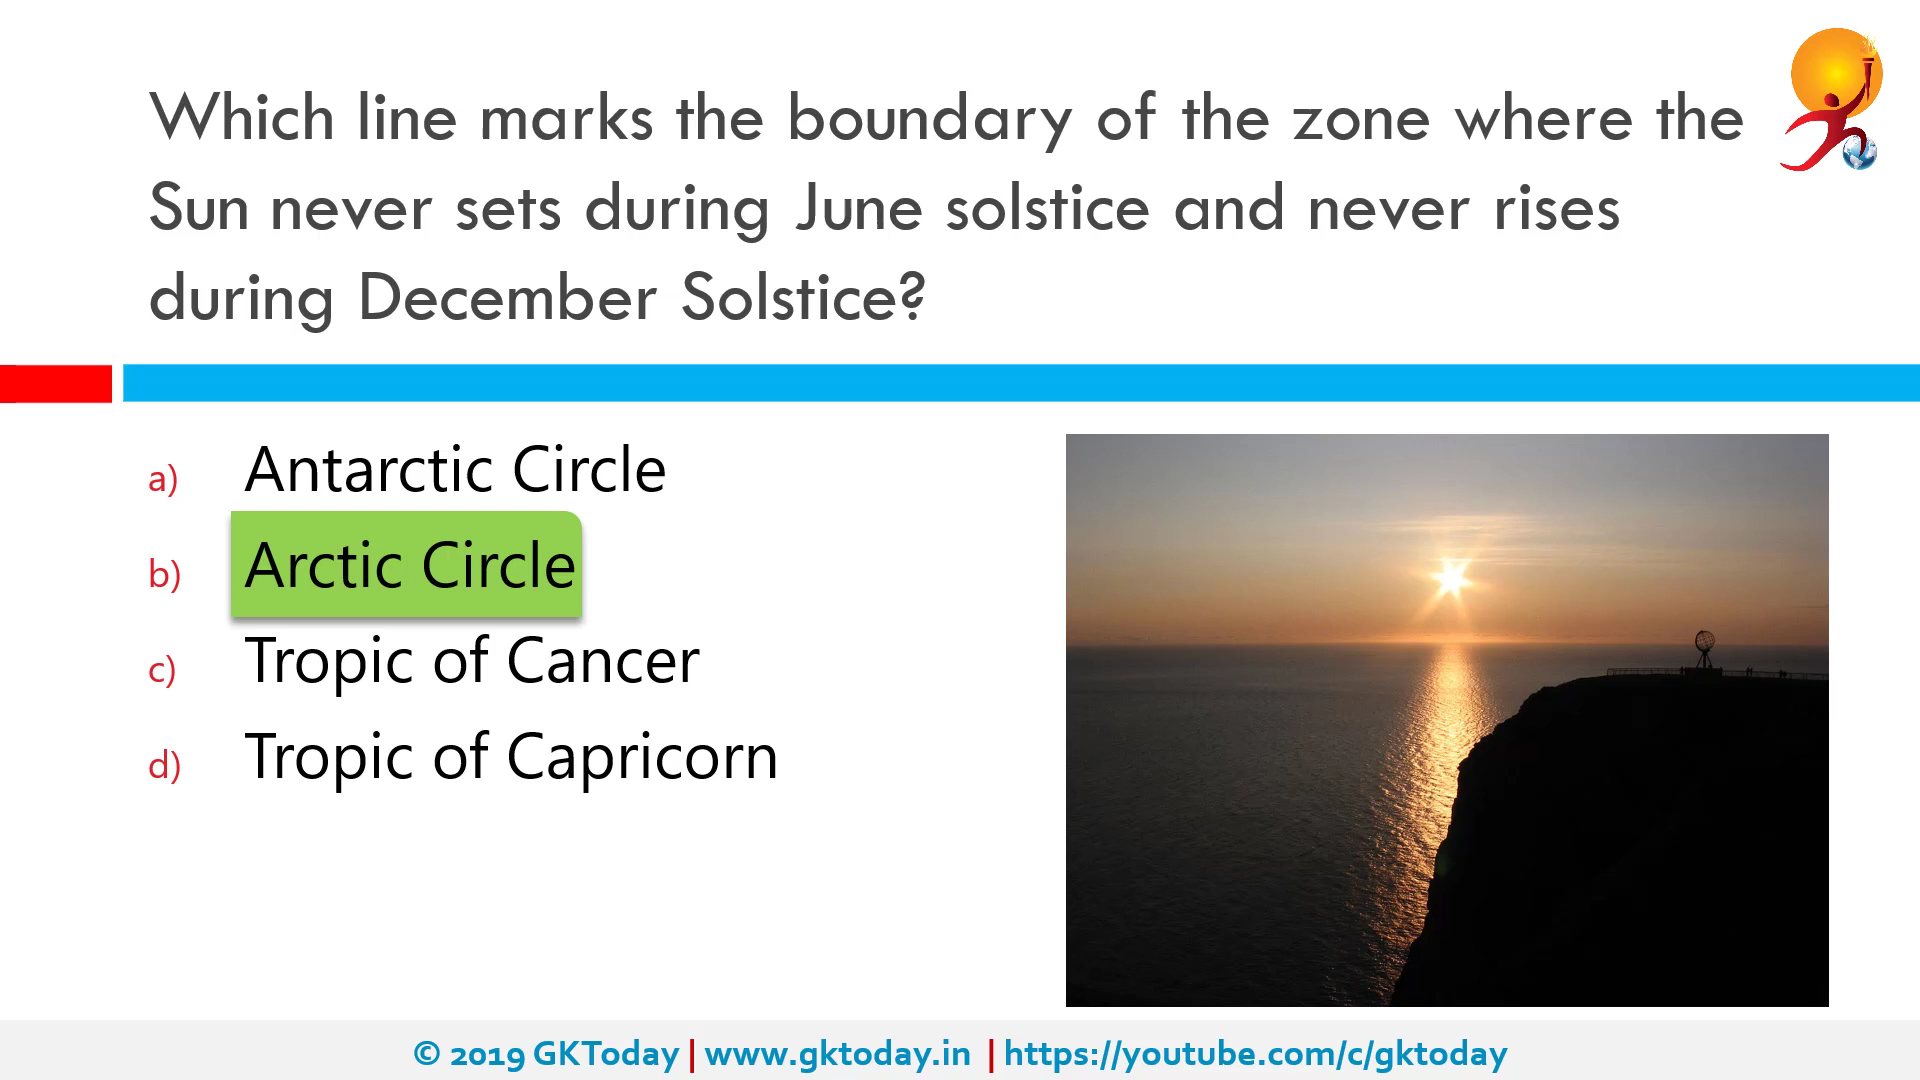 Which line marks the boundary of the zone where the
Sun never sets during June solstice and never rises
during December Solstice?
a) Antarctic Circle
b) Arctic Circle
c) Tropic of Cancer
d) Tropic of Capricorn
© 2019 GKToday | www.gktoday.in | https://youtube.com/c/gktoday